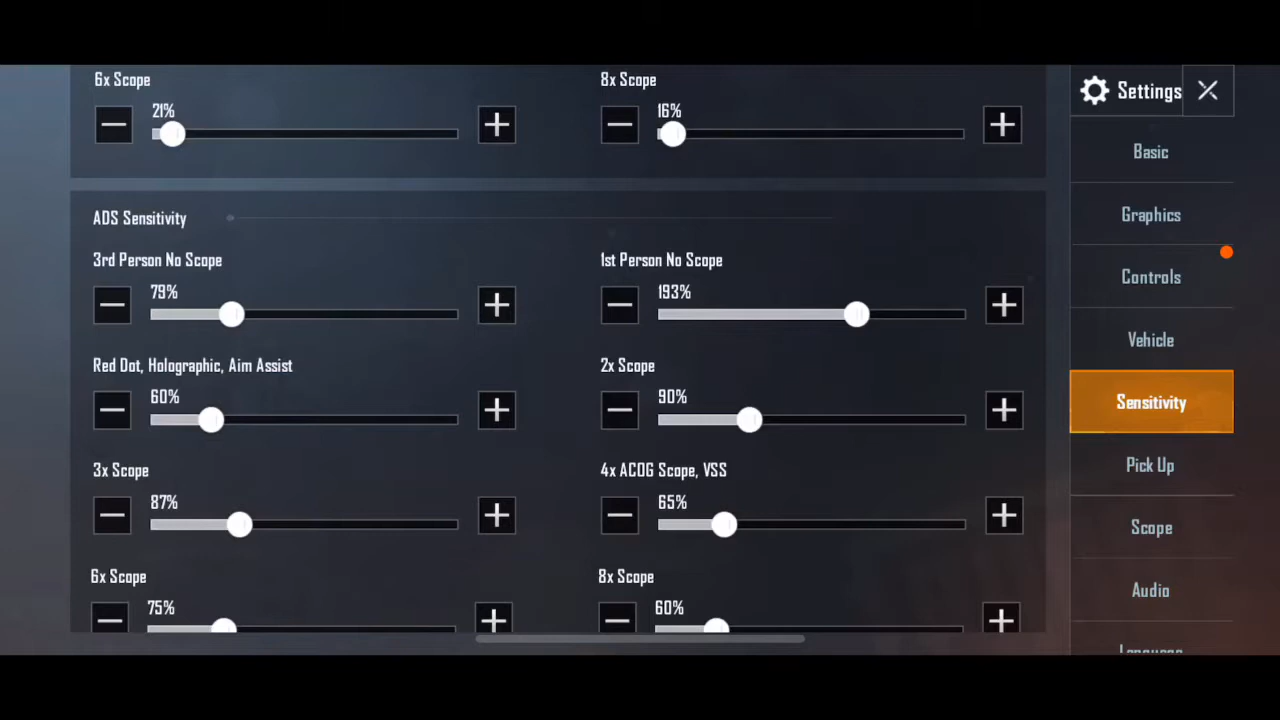 6x Scope
8x Scope
21%
16%
ADS Sensitivity
3rd Person No Scope
1st Person No Scope
79%
193%
Red Dot, Holographic, Aim Assist
2x Scope
60%
90%
3x Scope
4x ACOG Scope, VSS
87%
65%
6x Scope
8x Scope
75%
60%
Settings
Basic
Graphics
Controls
Vehicle
Sensitivity
Pick Up
Scope
Audio
Language